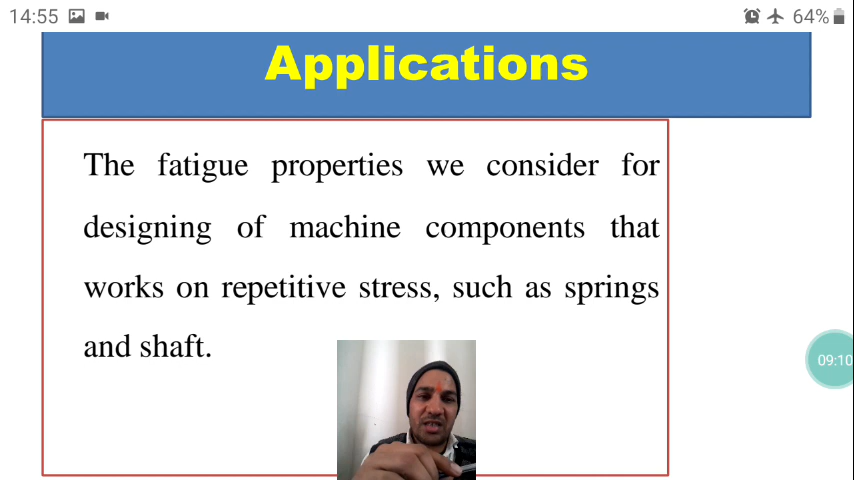 14:55
64%
Applications
The fatigue properties we consider for
designing of machine components that
works on repetitive stress, such as springs
and shaft.
09:10